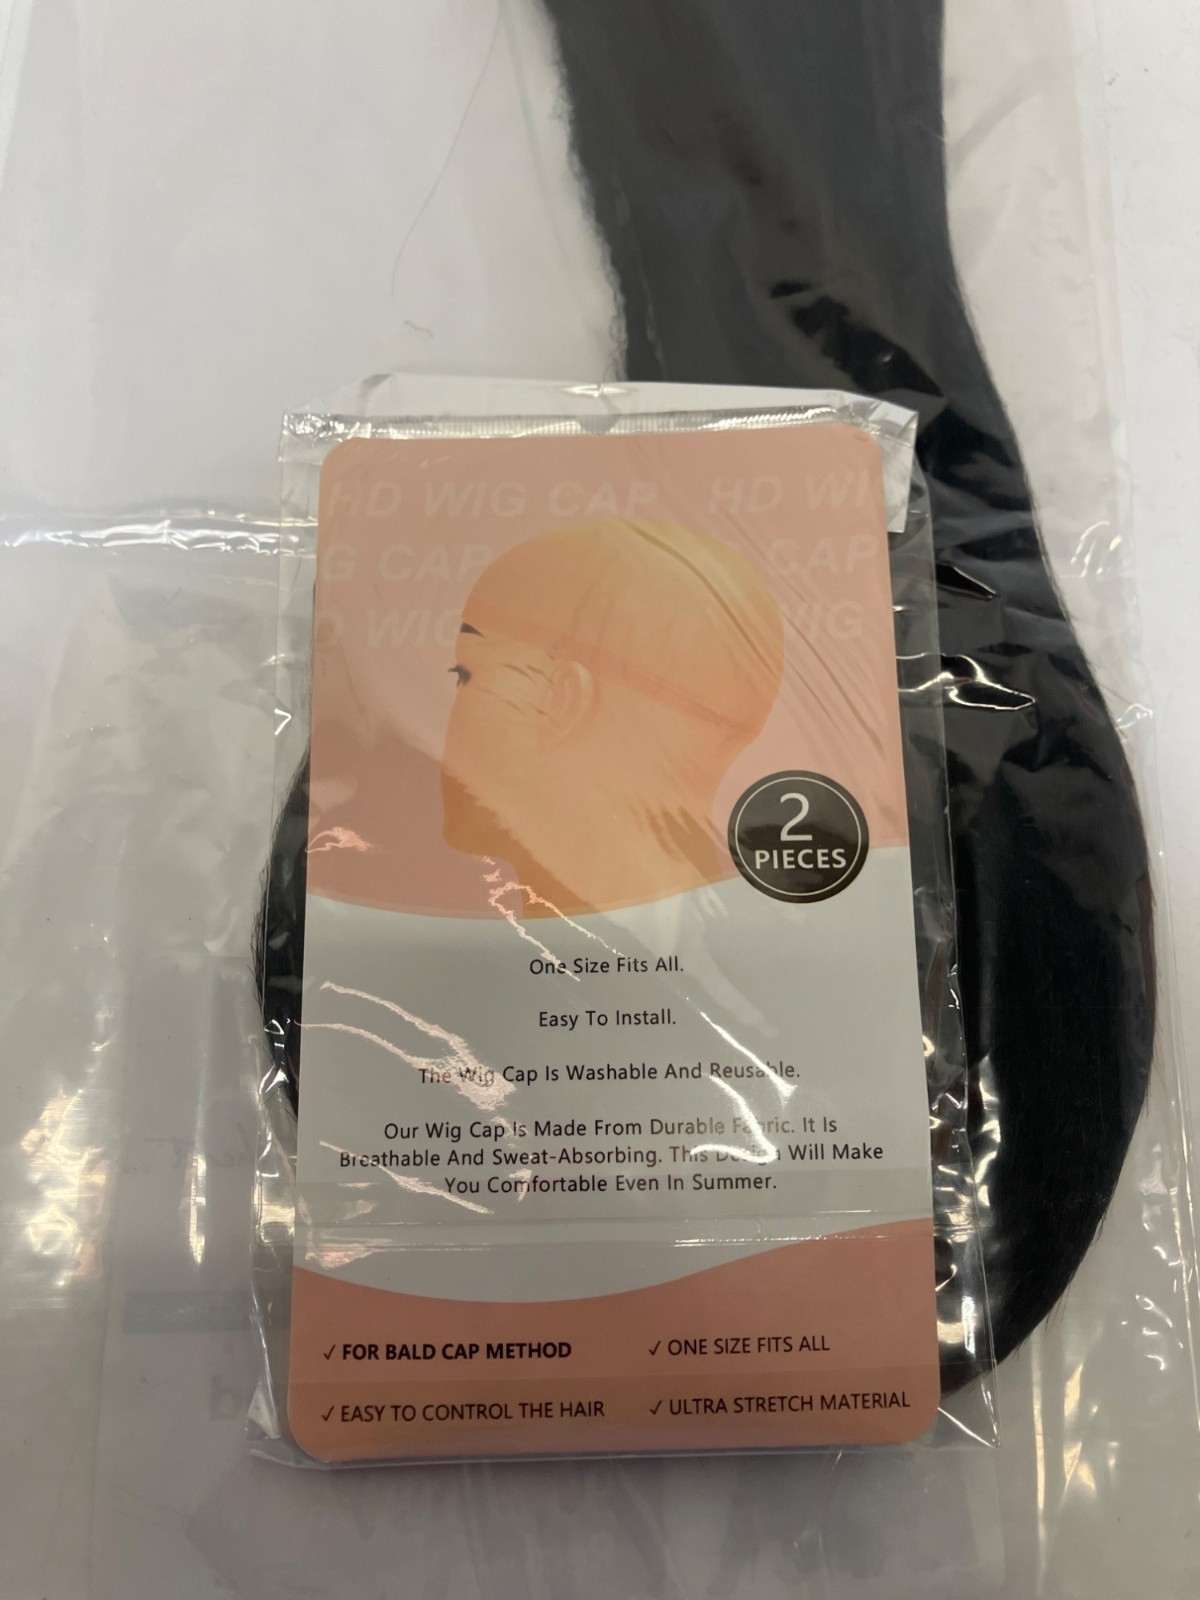 HD WIG CAP HD WI
G CAP CAP
WIG WIG
2
PIECES
One Size Fits All.
Easy To Install.
The Wig Cap Is Washable And Reusable.
Our Wig Cap Is Made From Durable Fabric. It Is
Breathable And Sweat-Absorbing. This Design Will Make
You Comfortable Even In Summer.
✓ FOR BALD CAP METHOD ✓ ONE SIZE FITS ALL
✓ EASY TO CONTROL THE HAIR ✓ ULTRA STRETCH MATERIAL